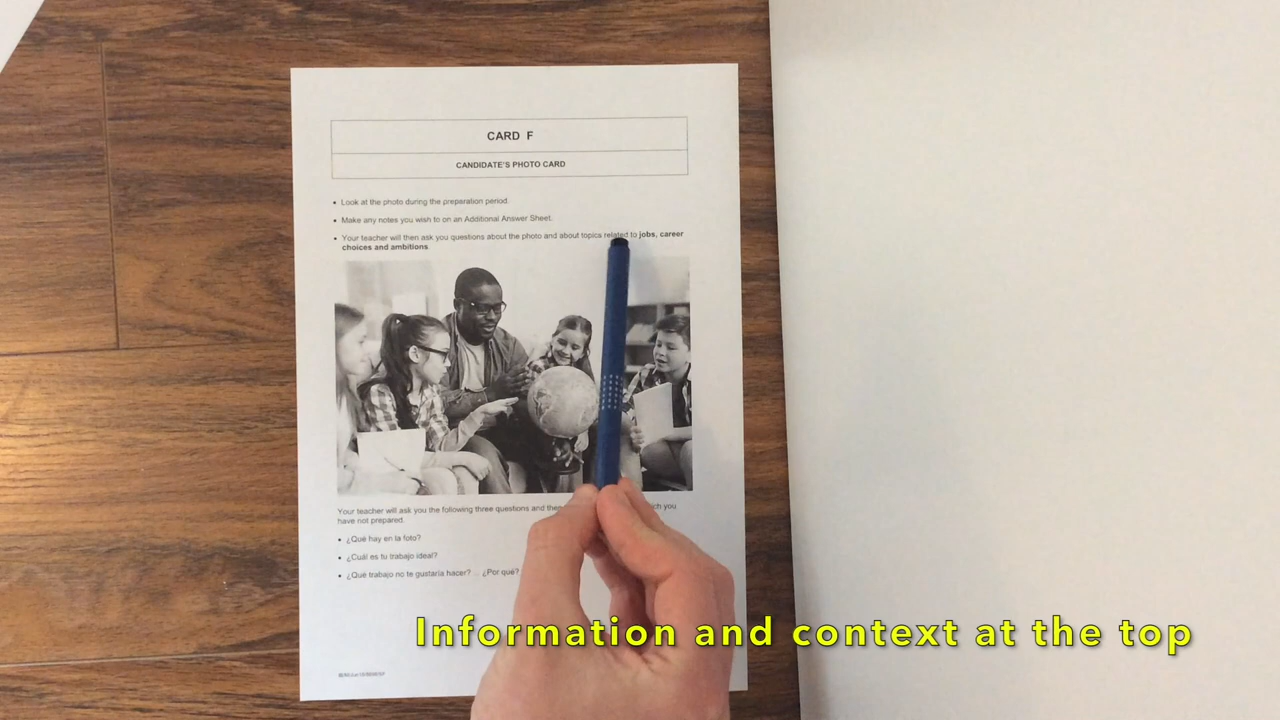 CARD F
CANDIDATE'S PHOTO CARD
• Look at the photo during the preparation period.
• Make any notes you wish to on an Additional Answer Sheet.
• Your teacher will then ask you questions about the photo and about topics related to jobs, career
choices and ambitions.
Your teacher will ask you the following three questions and then which you
have not prepared.
• ¿Qué hay en la foto?
• ¿Cuál es tu trabajo ideal?
• ¿Qué trabajo no te gustaría hacer? ... ¿Por qué?
Information and context at the top